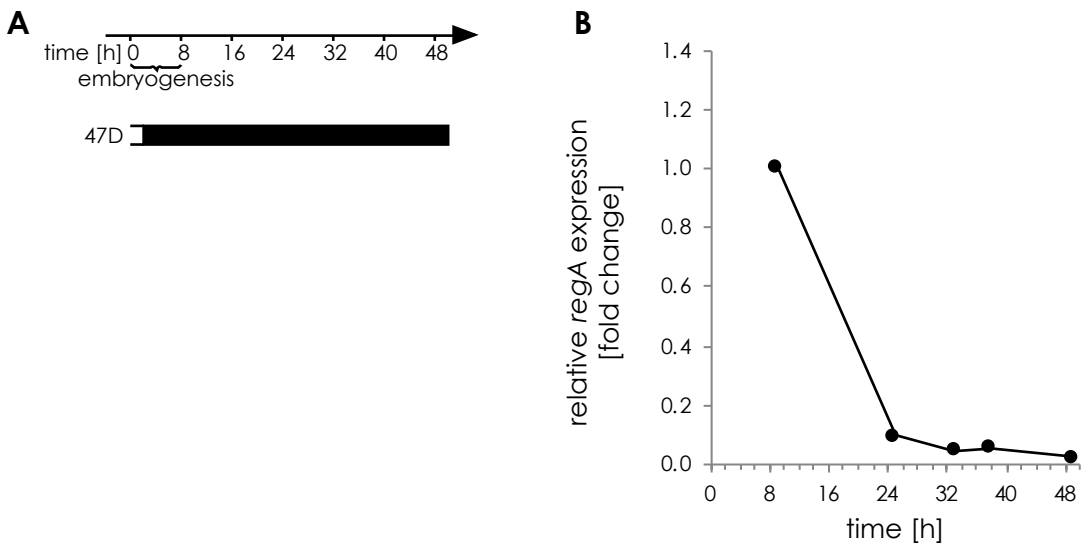 A
time [h] 0 8 16 24 32 40 48
embryogenesis
47D
B
relative regA expression
[fold change]
1.4
1.2
1.0
0.8
0.6
0.4
0.2
0.0
0 8 16 24 32 40 48
time [h]